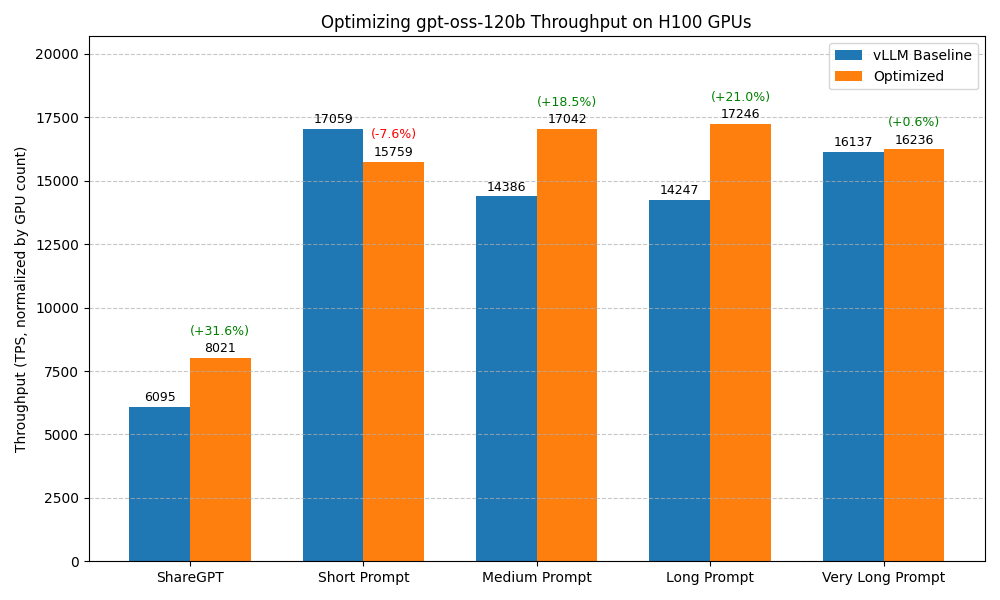 Optimizing gpt-oss-120b Throughput on H100 GPUs
Throughput (TPS, normalized by GPU count)
20000
17500
15000
12500
10000
7500
5000
2500
0
vLLM Baseline
Optimized
6095
(+31.6%)
8021
17059
(-7.6%)
15759
14386
(+18.5%)
17042
14247
(+21.0%)
17246
16137
(+0.6%)
16236
ShareGPT
Short Prompt
Medium Prompt
Long Prompt
Very Long Prompt